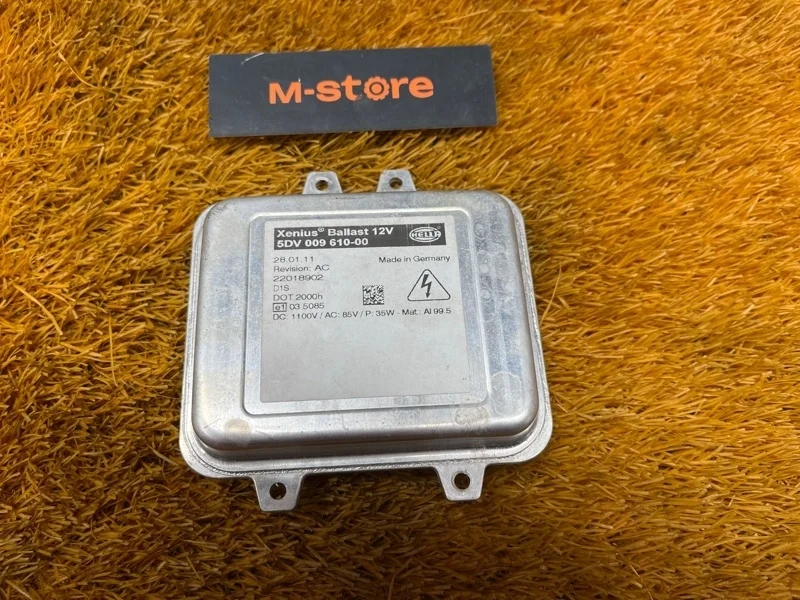 M-store
Xenius® Ballast 12V
5DV 009 610-00
HELLA
28.01.11
Made in Germany
Revision: AC
22018902
D1S
DOT 2000h
e1 03 5085
DC: 1100V / AC: 85V / P: 35W - Mat.: Al 99.5